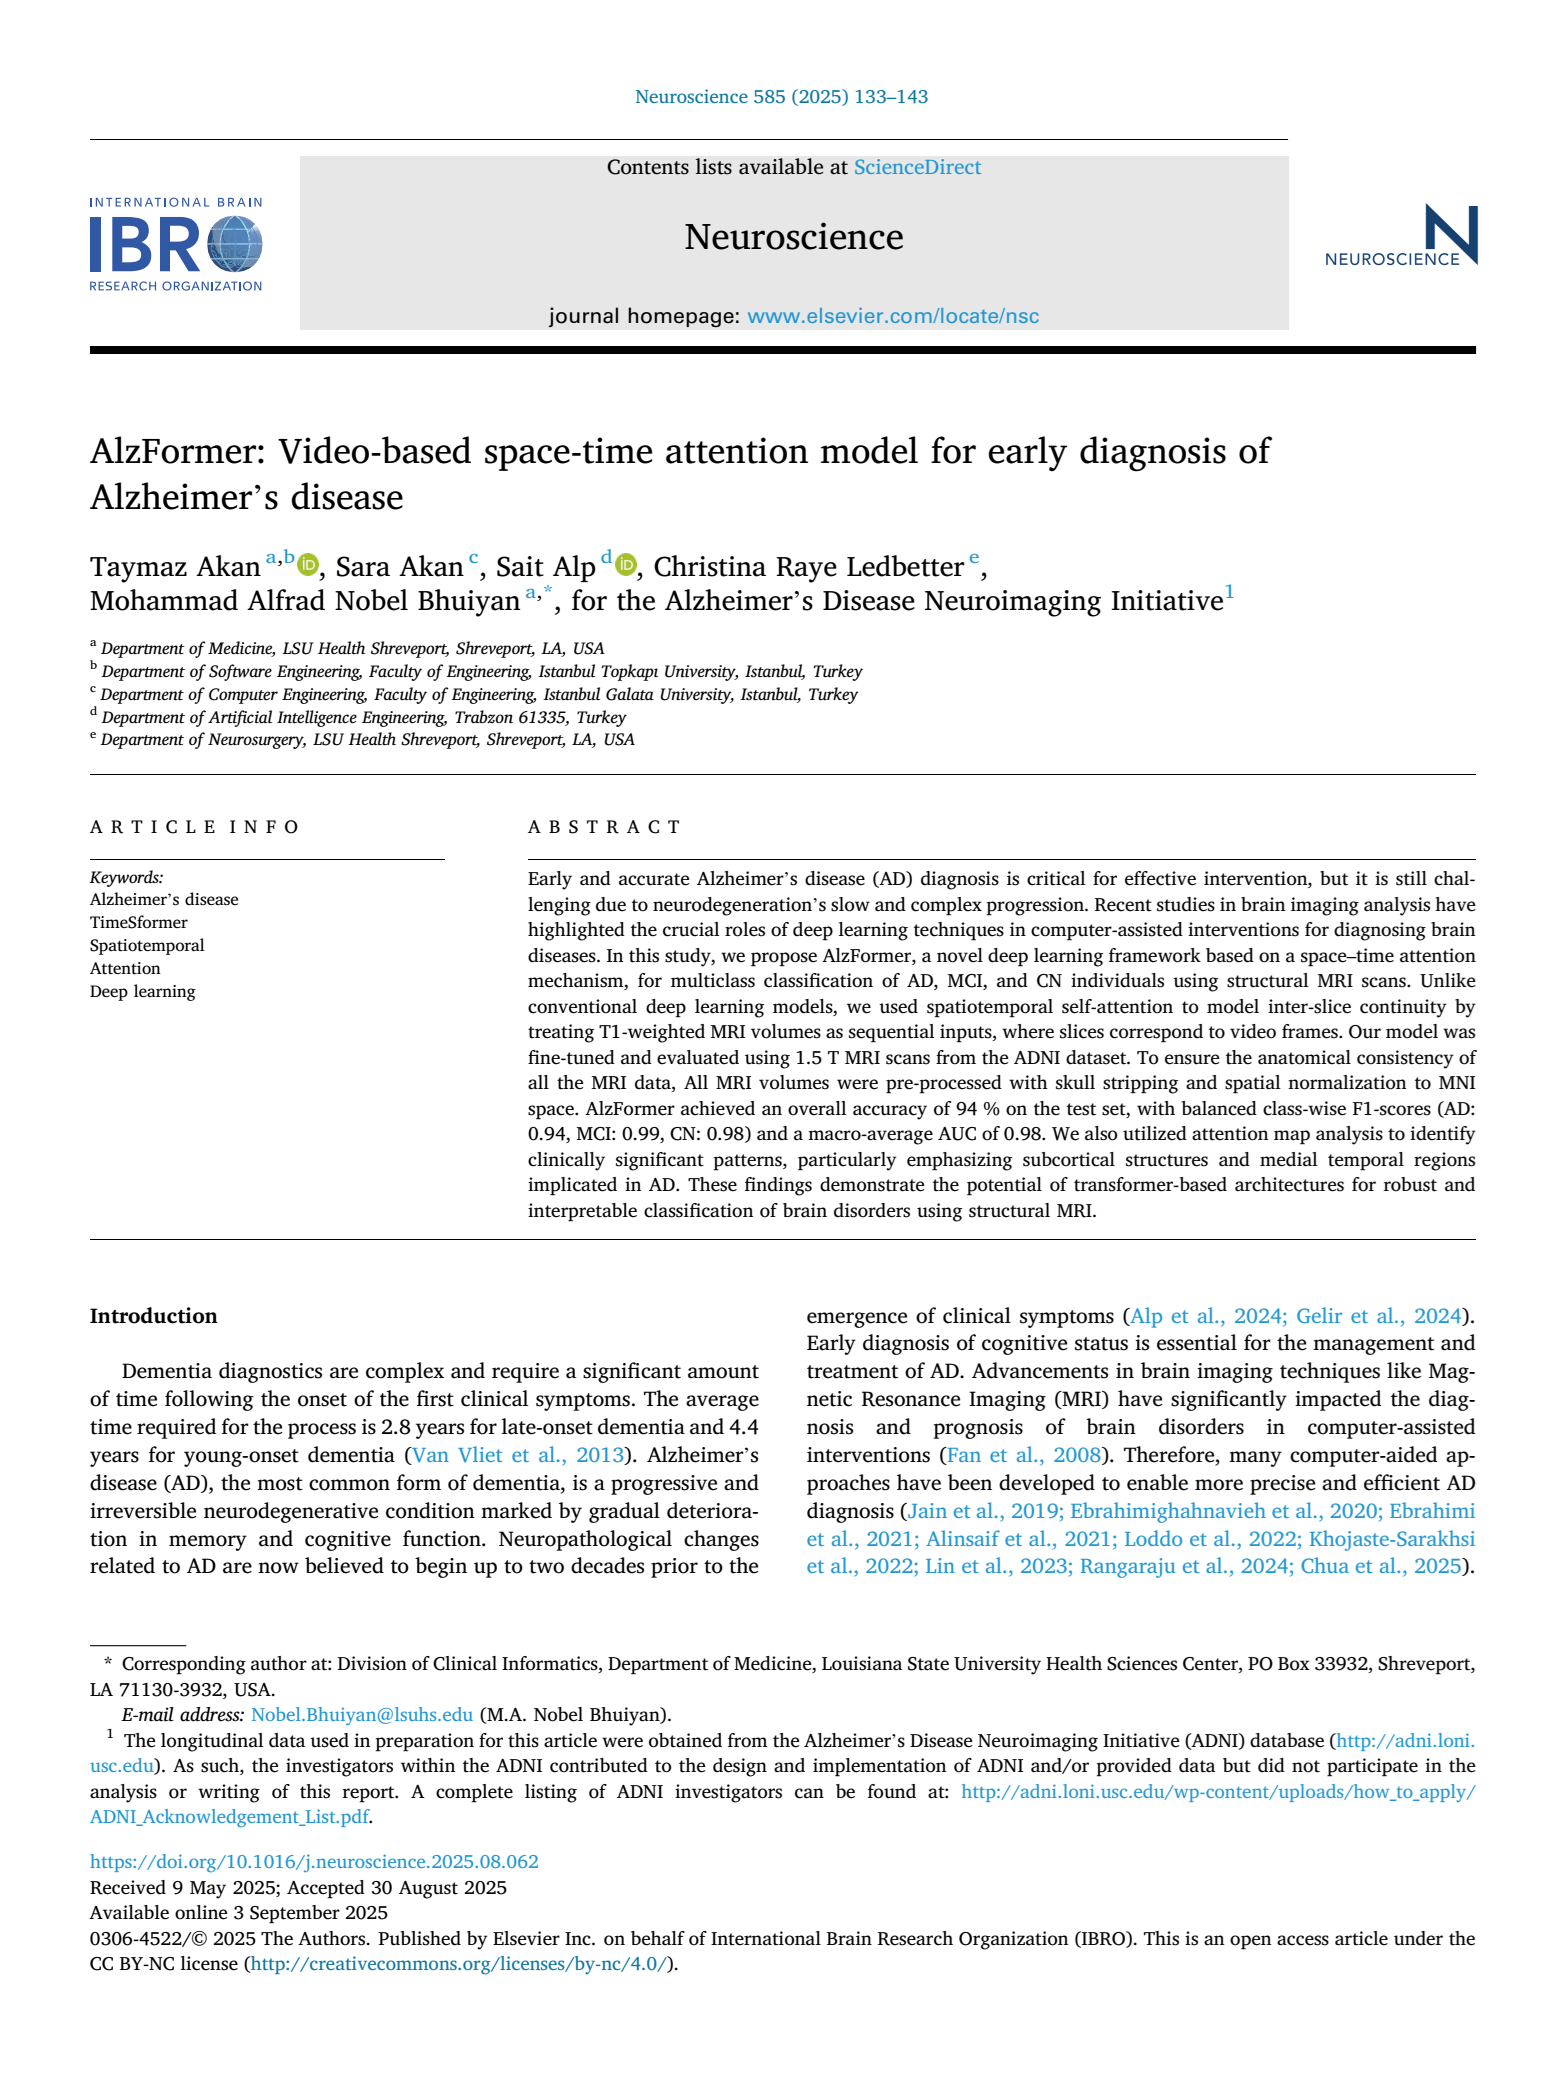 Neuroscience 585 (2025) 133–143
Contents lists available at ScienceDirect
INTERNATIONAL BRAIN
IBRO
RESEARCH ORGANIZATION
Neuroscience
N
NEUROSCIENCE
journal homepage: www.elsevier.com/locate/nsc
AlzFormer: Video-based space-time attention model for early diagnosis of
Alzheimer’s disease
Taymaz Akan a,b iD, Sara Akan c, Sait Alp d iD, Christina Raye Ledbetter e,
Mohammad Alfrad Nobel Bhuiyan a,*, for the Alzheimer’s Disease Neuroimaging Initiative1
a Department of Medicine, LSU Health Shreveport, Shreveport, LA, USA
b Department of Software Engineering, Faculty of Engineering, Istanbul Topkapı University, Istanbul, Turkey
c Department of Computer Engineering, Faculty of Engineering, Istanbul Galata University, Istanbul, Turkey
d Department of Artificial Intelligence Engineering, Trabzon 61335, Turkey
e Department of Neurosurgery, LSU Health Shreveport, Shreveport, LA, USA
ARTICLE INFO
Keywords:
Alzheimer’s disease
TimeSformer
Spatiotemporal
Attention
Deep learning
ABSTRACT
Early and accurate Alzheimer’s disease (AD) diagnosis is critical for effective intervention, but it is still chal-
lenging due to neurodegeneration’s slow and complex progression. Recent studies in brain imaging analysis have
highlighted the crucial roles of deep learning techniques in computer-assisted interventions for diagnosing brain
diseases. In this study, we propose AlzFormer, a novel deep learning framework based on a space–time attention
mechanism, for multiclass classification of AD, MCI, and CN individuals using structural MRI scans. Unlike
conventional deep learning models, we used spatiotemporal self-attention to model inter-slice continuity by
treating T1-weighted MRI volumes as sequential inputs, where slices correspond to video frames. Our model was
fine-tuned and evaluated using 1.5 T MRI scans from the ADNI dataset. To ensure the anatomical consistency of
all the MRI data, All MRI volumes were pre-processed with skull stripping and spatial normalization to MNI
space. AlzFormer achieved an overall accuracy of 94 % on the test set, with balanced class-wise F1-scores (AD:
0.94, MCI: 0.99, CN: 0.98) and a macro-average AUC of 0.98. We also utilized attention map analysis to identify
clinically significant patterns, particularly emphasizing subcortical structures and medial temporal regions
implicated in AD. These findings demonstrate the potential of transformer-based architectures for robust and
interpretable classification of brain disorders using structural MRI.
Introduction
Dementia diagnostics are complex and require a significant amount
of time following the onset of the first clinical symptoms. The average
time required for the process is 2.8 years for late-onset dementia and 4.4
years for young-onset dementia (Van Vliet et al., 2013). Alzheimer’s
disease (AD), the most common form of dementia, is a progressive and
irreversible neurodegenerative condition marked by gradual deteriora-
tion in memory and cognitive function. Neuropathological changes
related to AD are now believed to begin up to two decades prior to the
emergence of clinical symptoms (Alp et al., 2024; Gelir et al., 2024).
Early diagnosis of cognitive status is essential for the management and
treatment of AD. Advancements in brain imaging techniques like Mag-
netic Resonance Imaging (MRI) have significantly impacted the diag-
nosis and prognosis of brain disorders in computer-assisted
interventions (Fan et al., 2008). Therefore, many computer-aided ap-
proaches have been developed to enable more precise and efficient AD
diagnosis (Jain et al., 2019; Ebrahimighahnavieh et al., 2020; Ebrahimi
et al., 2021; Alinsaif et al., 2021; Loddo et al., 2022; Khojaste-Sarakhsi
et al., 2022; Lin et al., 2023; Rangaraju et al., 2024; Chua et al., 2025).
* Corresponding author at: Division of Clinical Informatics, Department of Medicine, Louisiana State University Health Sciences Center, PO Box 33932, Shreveport,
LA 71130-3932, USA.
E-mail address: Nobel.Bhuiyan@lsuhs.edu (M.A. Nobel Bhuiyan).
1 The longitudinal data used in preparation for this article were obtained from the Alzheimer’s Disease Neuroimaging Initiative (ADNI) database (http://adni.loni.
usc.edu). As such, the investigators within the ADNI contributed to the design and implementation of ADNI and/or provided data but did not participate in the
analysis or writing of this report. A complete listing of ADNI investigators can be found at: http://adni.loni.usc.edu/wp-content/uploads/how_to_apply/
ADNI_Acknowledgement_List.pdf.
https://doi.org/10.1016/j.neuroscience.2025.08.062
Received 9 May 2025; Accepted 30 August 2025
Available online 3 September 2025
0306-4522/© 2025 The Authors. Published by Elsevier Inc. on behalf of International Brain Research Organization (IBRO). This is an open access article under the
CC BY-NC license (http://creativecommons.org/licenses/by-nc/4.0/).